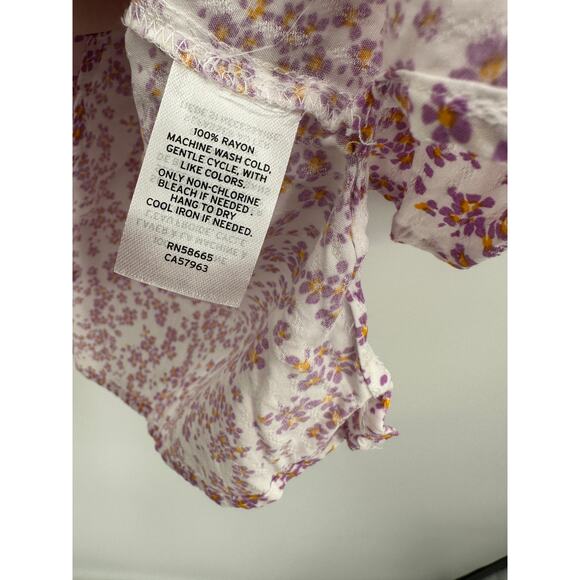 100% RAYON
MACHINE WASH COLD,
GENTLE CYCLE, WITH
LIKE COLORS.
ONLY NON-CHLORINE
BLEACH IF NEEDED.
HANG TO DRY
COOL IRON IF NEEDED.
RN58665
CA57963